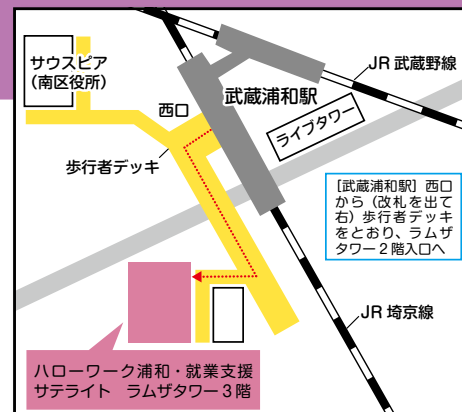 サウスピア
(南区役所)
JR 武蔵野線
西口
武蔵浦和駅
ライブタワー
歩行者デッキ
［武蔵浦和駅］西口
から（改札を出て
右）歩行者デッキ
をとおり、ラムザ
タワー２階入口へ
JR 埼京線
ハローワーク浦和・就業支援
サテライト　ラムザタワー３階